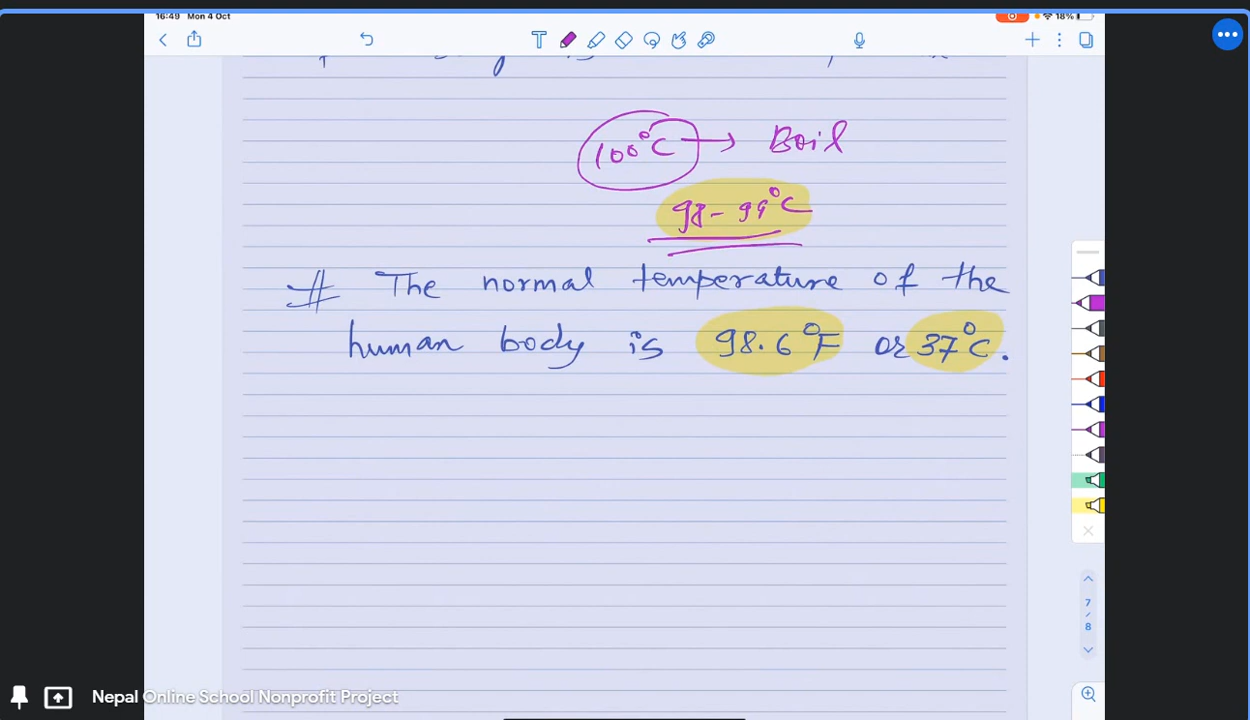 16:49 Mon 4 Oct
18%
100°C → Boil
98 - 99°C
# The normal temperature of the
human body is 98.6°F or 37°C.
7
/
8
Nepal Online School Nonprofit Project